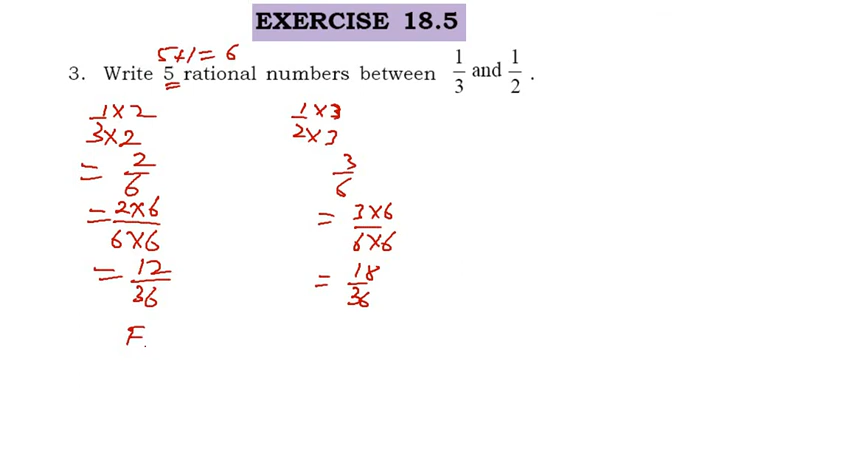 EXERCISE 18.5
5+1=6
3. Write 5 rational numbers between 1/3 and 1/2 .
1×2/3×2 1×3/2×3
= 2/6 3/6
= 2×6/6×6 = 3×6/6×6
= 12/36 = 18/36
F